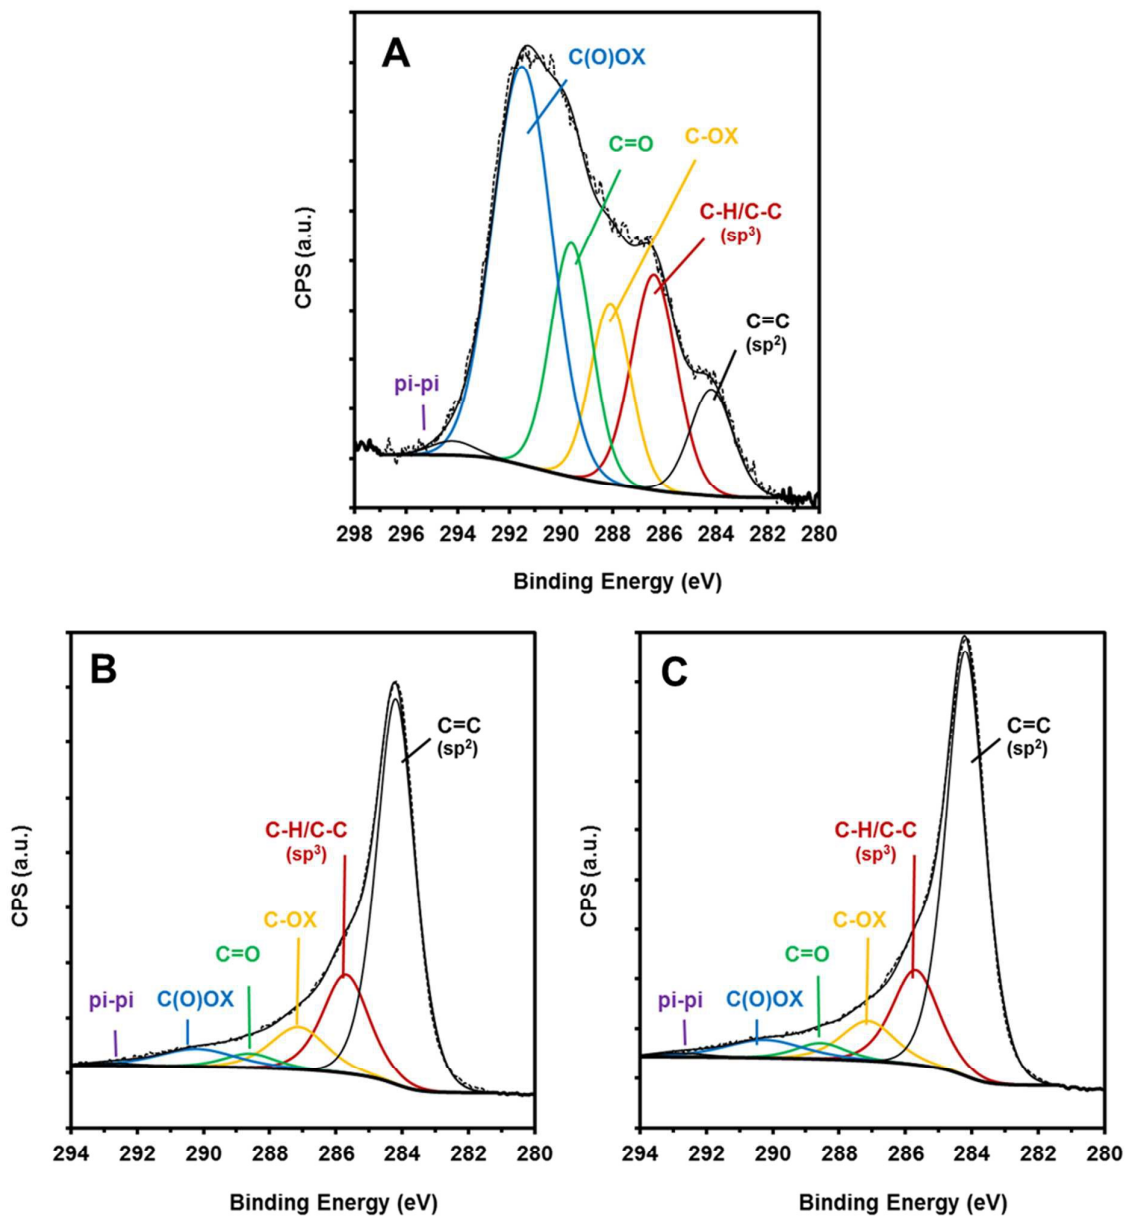 A
C(O)OX
C=O
C-OX
C-H/C-C
(sp³)
C=C
(sp²)
pi-pi
CPS (a.u.)
298 296 294 292 290 288 286 284 282 280
Binding Energy (eV)
B
C=C
(sp²)
C-H/C-C
(sp³)
C-OX
C=O
C(O)OX
pi-pi
CPS (a.u.)
294 292 290 288 286 284 282 280
Binding Energy (eV)
C
C=C
(sp²)
C-H/C-C
(sp³)
C-OX
C=O
C(O)OX
pi-pi
CPS (a.u.)
294 292 290 288 286 284 282 280
Binding Energy (eV)